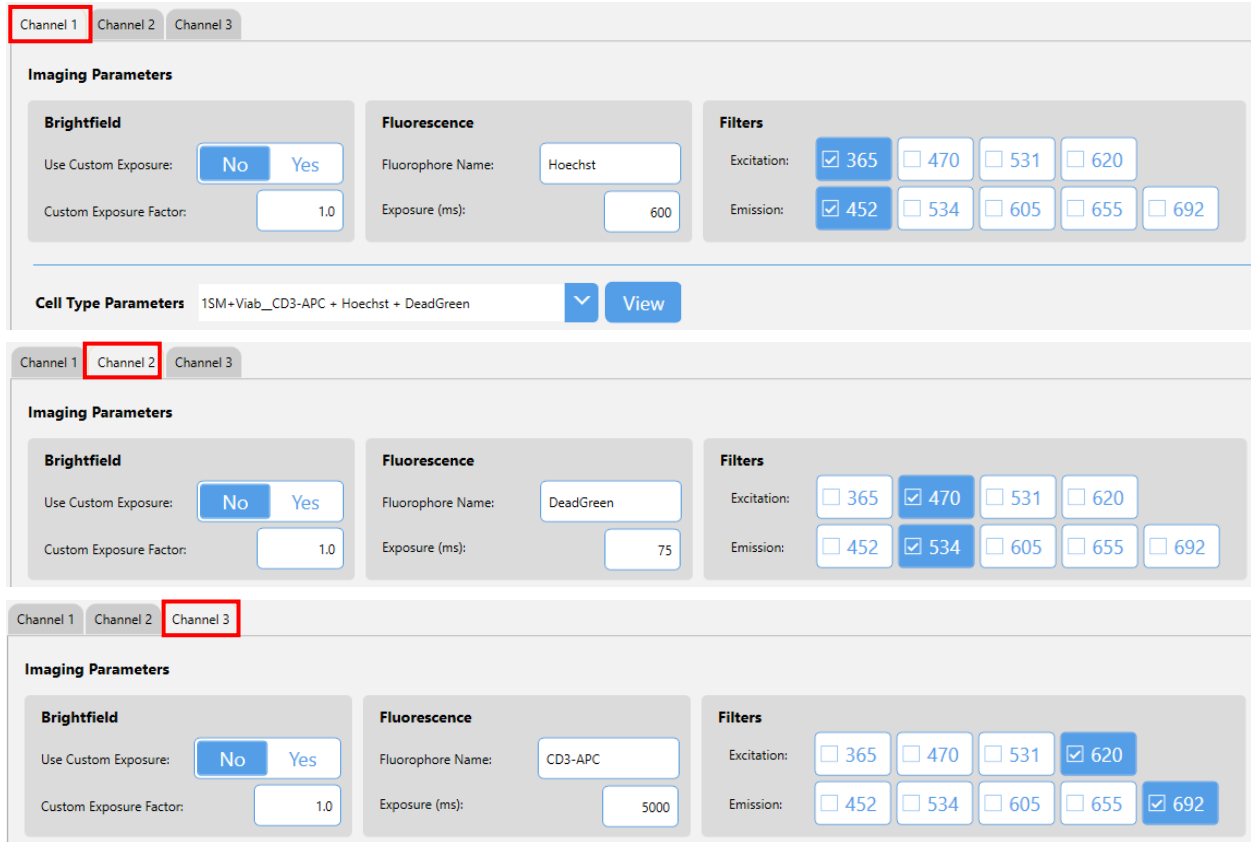 Channel 1 Channel 2 Channel 3
Imaging Parameters
Brightfield Fluorescence Filters
Use Custom Exposure: No Yes Fluorophore Name: Hoechst Excitation: 365 470 531 620
Custom Exposure Factor: 1.0 Exposure (ms): 600 Emission: 452 534 605 655 692
Cell Type Parameters 1SM+Viab__CD3-APC + Hoechst + DeadGreen View
Channel 1 Channel 2 Channel 3
Imaging Parameters
Brightfield Fluorescence Filters
Use Custom Exposure: No Yes Fluorophore Name: DeadGreen Excitation: 365 470 531 620
Custom Exposure Factor: 1.0 Exposure (ms): 75 Emission: 452 534 605 655 692
Channel 1 Channel 2 Channel 3
Imaging Parameters
Brightfield Fluorescence Filters
Use Custom Exposure: No Yes Fluorophore Name: CD3-APC Excitation: 365 470 531 620
Custom Exposure Factor: 1.0 Exposure (ms): 5000 Emission: 452 534 605 655 692